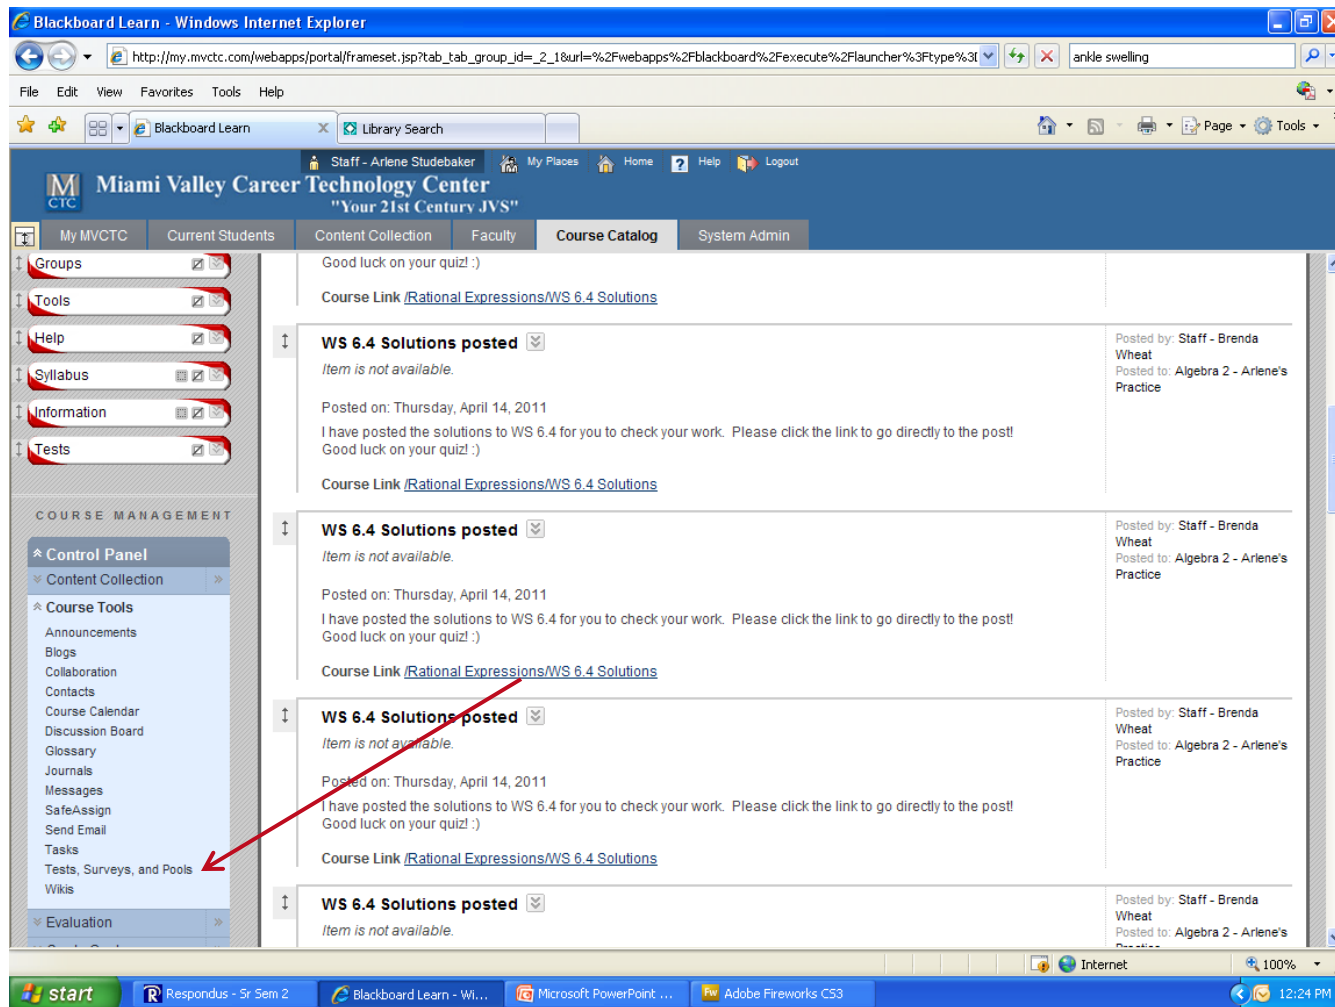 Blackboard Learn - Windows Internet Explorer
http://my.mvctc.com/webapps/portal/frameset.jsp?tab_tab_group_id=_2_1&url=%2Fwebapps%2Fblackboard%2Fexecute%2Flauncher%3Ftype%3D
ankle swelling
File Edit View Favorites Tools Help
Blackboard Learn
Library Search
Page
Tools
Staff - Arlene Studebaker
My Places
Home
Help
Logout
M
CTC
Miami Valley Career Technology Center
"Your 21st Century JVS"
My MVCTC
Current Students
Content Collection
Faculty
Course Catalog
System Admin
Groups
Tools
Help
Syllabus
Information
Tests
COURSE MANAGEMENT
Control Panel
Content Collection
Course Tools
Announcements
Blogs
Collaboration
Contacts
Course Calendar
Discussion Board
Glossary
Journals
Messages
SafeAssign
Send Email
Tasks
Tests, Surveys, and Pools
Wikis
Evaluation
Good luck on your quiz! :)
Course Link /Rational Expressions/WS 6.4 Solutions
WS 6.4 Solutions posted
Item is not available.
Posted on: Thursday, April 14, 2011
I have posted the solutions to WS 6.4 for you to check your work. Please click the link to go directly to the post!
Good luck on your quiz! :)
Course Link /Rational Expressions/WS 6.4 Solutions
Posted by: Staff - Brenda
Wheat
Posted to: Algebra 2 - Arlene's
Practice
WS 6.4 Solutions posted
Item is not available.
Posted on: Thursday, April 14, 2011
I have posted the solutions to WS 6.4 for you to check your work. Please click the link to go directly to the post!
Good luck on your quiz! :)
Course Link /Rational Expressions/WS 6.4 Solutions
Posted by: Staff - Brenda
Wheat
Posted to: Algebra 2 - Arlene's
Practice
WS 6.4 Solutions posted
Item is not available.
Posted on: Thursday, April 14, 2011
I have posted the solutions to WS 6.4 for you to check your work. Please click the link to go directly to the post!
Good luck on your quiz! :)
Course Link /Rational Expressions/WS 6.4 Solutions
Posted by: Staff - Brenda
Wheat
Posted to: Algebra 2 - Arlene's
Practice
WS 6.4 Solutions posted
Item is not available.
Posted by: Staff - Brenda
Wheat
Posted to: Algebra 2 - Arlene's
Internet
100%
start
Respondus - Sr Sem 2
Blackboard Learn - Wi...
Microsoft PowerPoint ...
Fw
Adobe Fireworks CS3
12:24 PM